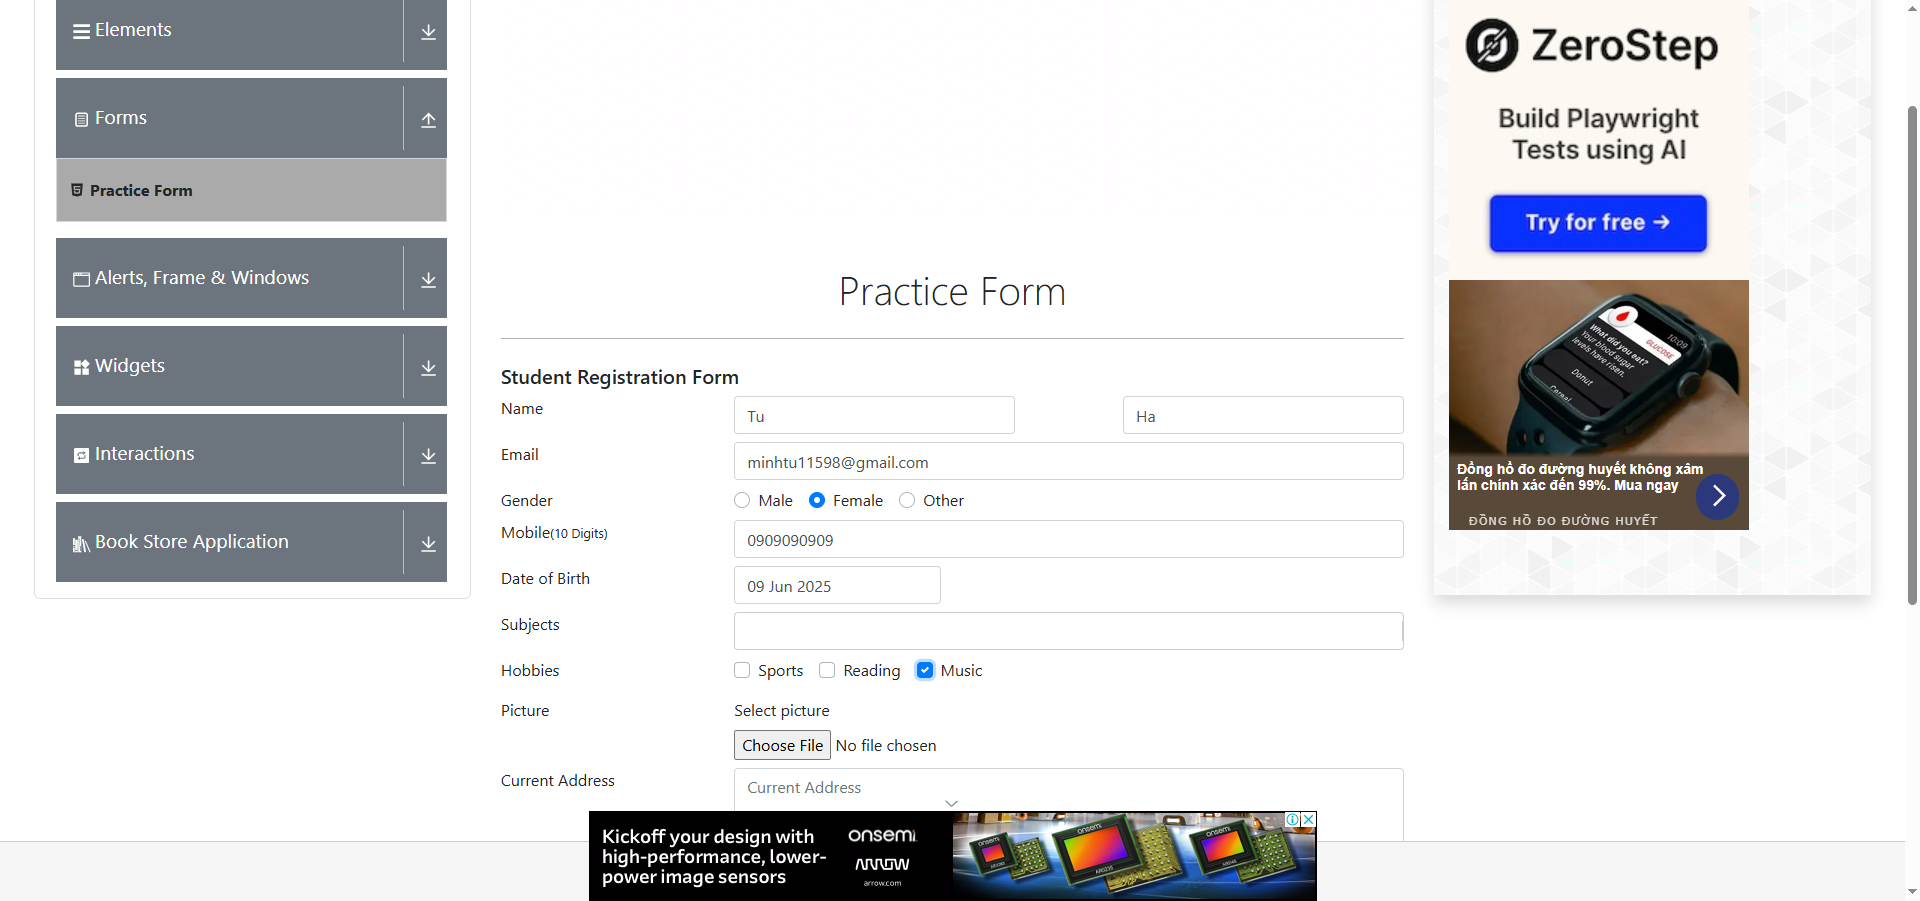 Elements
Forms
Practice Form
Alerts, Frame & Windows
Widgets
Interactions
Book Store Application
Practice Form
Student Registration Form
Name
Tu
Ha
Email
minhtu11598@gmail.com
Gender
Male
Female
Other
Mobile(10 Digits)
0909090909
Date of Birth
09 Jun 2025
Subjects
Hobbies
Sports
Reading
Music
Picture
Select picture
Choose File
No file chosen
Current Address
Current Address
Kickoff your design with
high-performance, lower-
power image sensors
onsemi
ARROW
arrow.com
onsemi
onsemi
ZeroStep
Build Playwright
Tests using AI
Try for free →
10:09
GLUCOSE
What did you eat?
Your blood sugar
levels have risen.
Donut
Cereal
Đồng hồ đo đường huyết không xâm
lấn chính xác đến 99%. Mua ngay
ĐỒNG HỒ ĐO ĐƯỜNG HUYẾT